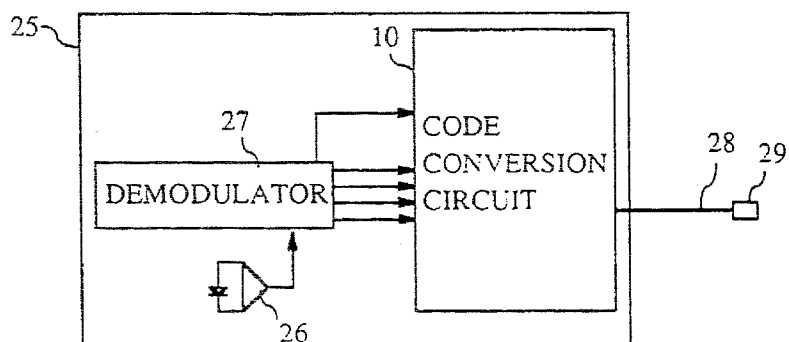 25
10
27
CODE
CONVERSION
CIRCUIT
DEMODULATOR
28
29
26